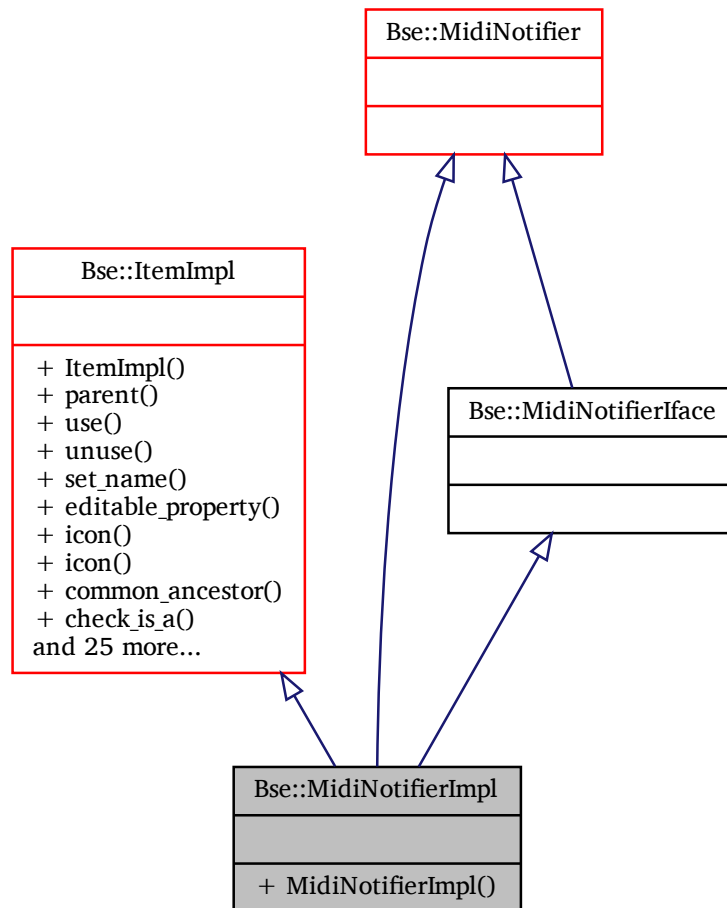 Bse::MidiNotifier
Bse::ItemImpl
+ ItemImpl()
+ parent()
+ use()
+ unuse()
+ set_name()
+ editable_property()
+ icon()
+ icon()
+ common_ancestor()
+ check_is_a()
and 25 more...
Bse::MidiNotifierIface
Bse::MidiNotifierImpl
+ MidiNotifierImpl()